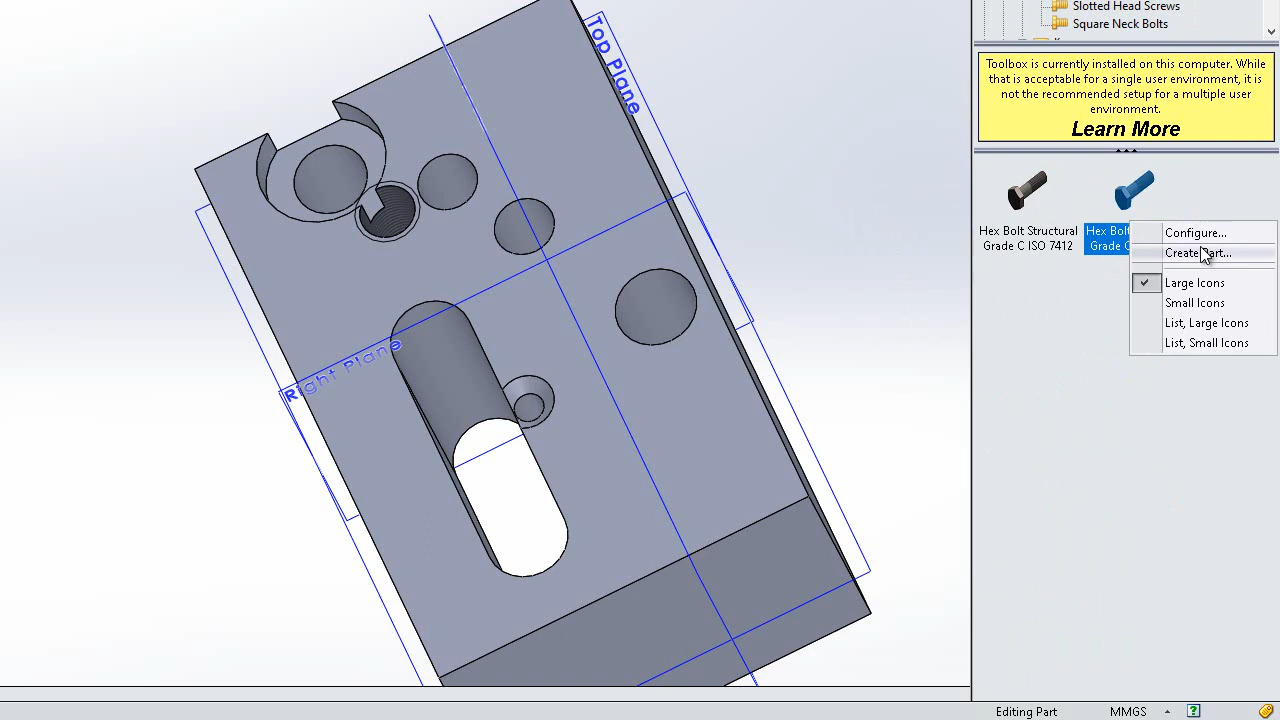 Slotted Head Screws
Square Neck Bolts
Toolbox is currently installed on this computer. While
that is acceptable for a single user environment, it is
not the recommended setup for a multiple user
environment.
Learn More
Top Plane
Right Plane
Hex Bolt Structural
Grade C ISO 7412
Hex Bolt
Grade C
Configure...
Create Part...
Large Icons
Small Icons
List, Large Icons
List, Small Icons
Editing Part
MMGS